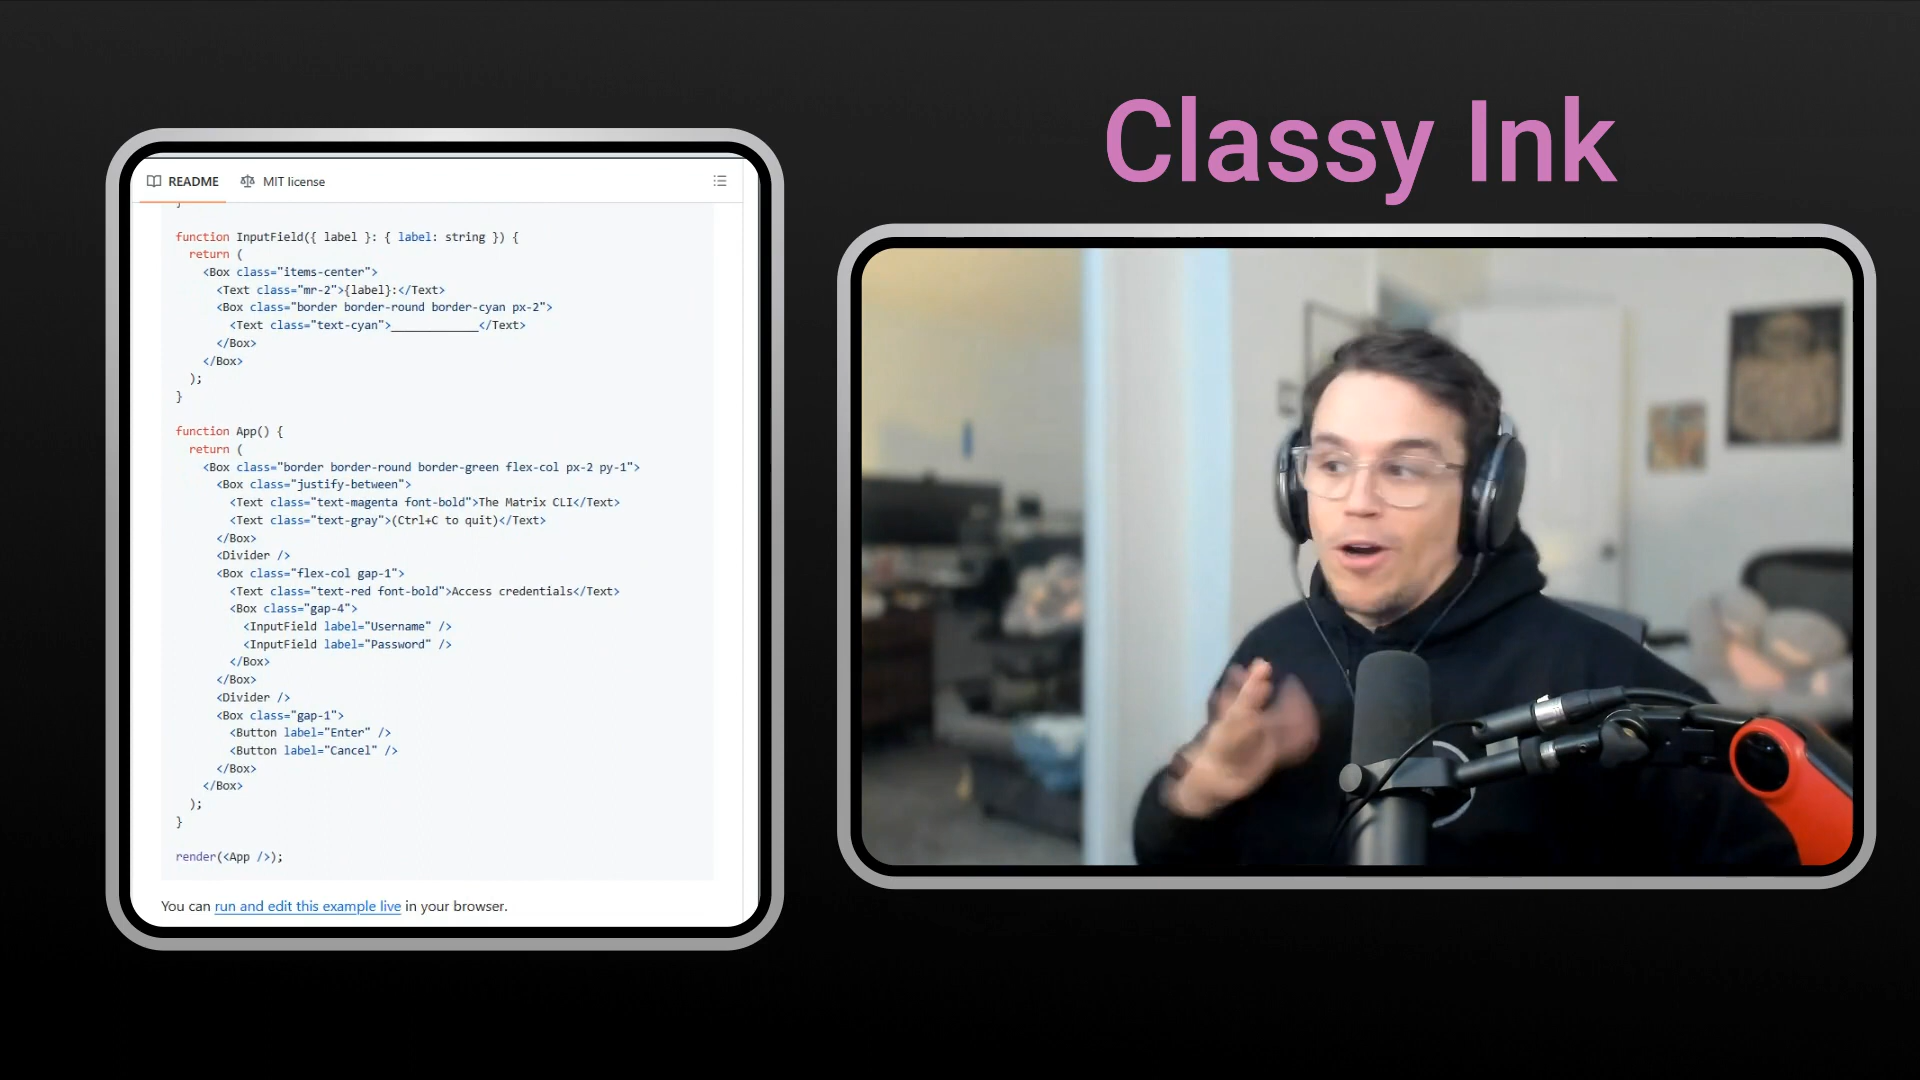 Classy Ink
README
MIT license
}
function InputField({ label }: { label: string }) {
  return (
    <Box class="items-center">
      <Text class="mr-2">{label}:</Text>
      <Box class="border border-round border-cyan px-2">
        <Text class="text-cyan">_____________</Text>
      </Box>
    </Box>
  );
}
function App() {
  return (
    <Box class="border border-round border-green flex-col px-2 py-1">
      <Box class="justify-between">
        <Text class="text-magenta font-bold">The Matrix CLI</Text>
        <Text class="text-gray">(Ctrl+C to quit)</Text>
      </Box>
      <Divider />
      <Box class="flex-col gap-1">
        <Text class="text-red font-bold">Access credentials</Text>
        <Box class="gap-4">
          <InputField label="Username" />
          <InputField label="Password" />
        </Box>
      </Box>
      <Divider />
      <Box class="gap-1">
        <Button label="Enter" />
        <Button label="Cancel" />
      </Box>
    </Box>
  );
}
render(<App />);
You can run and edit this example live in your browser.